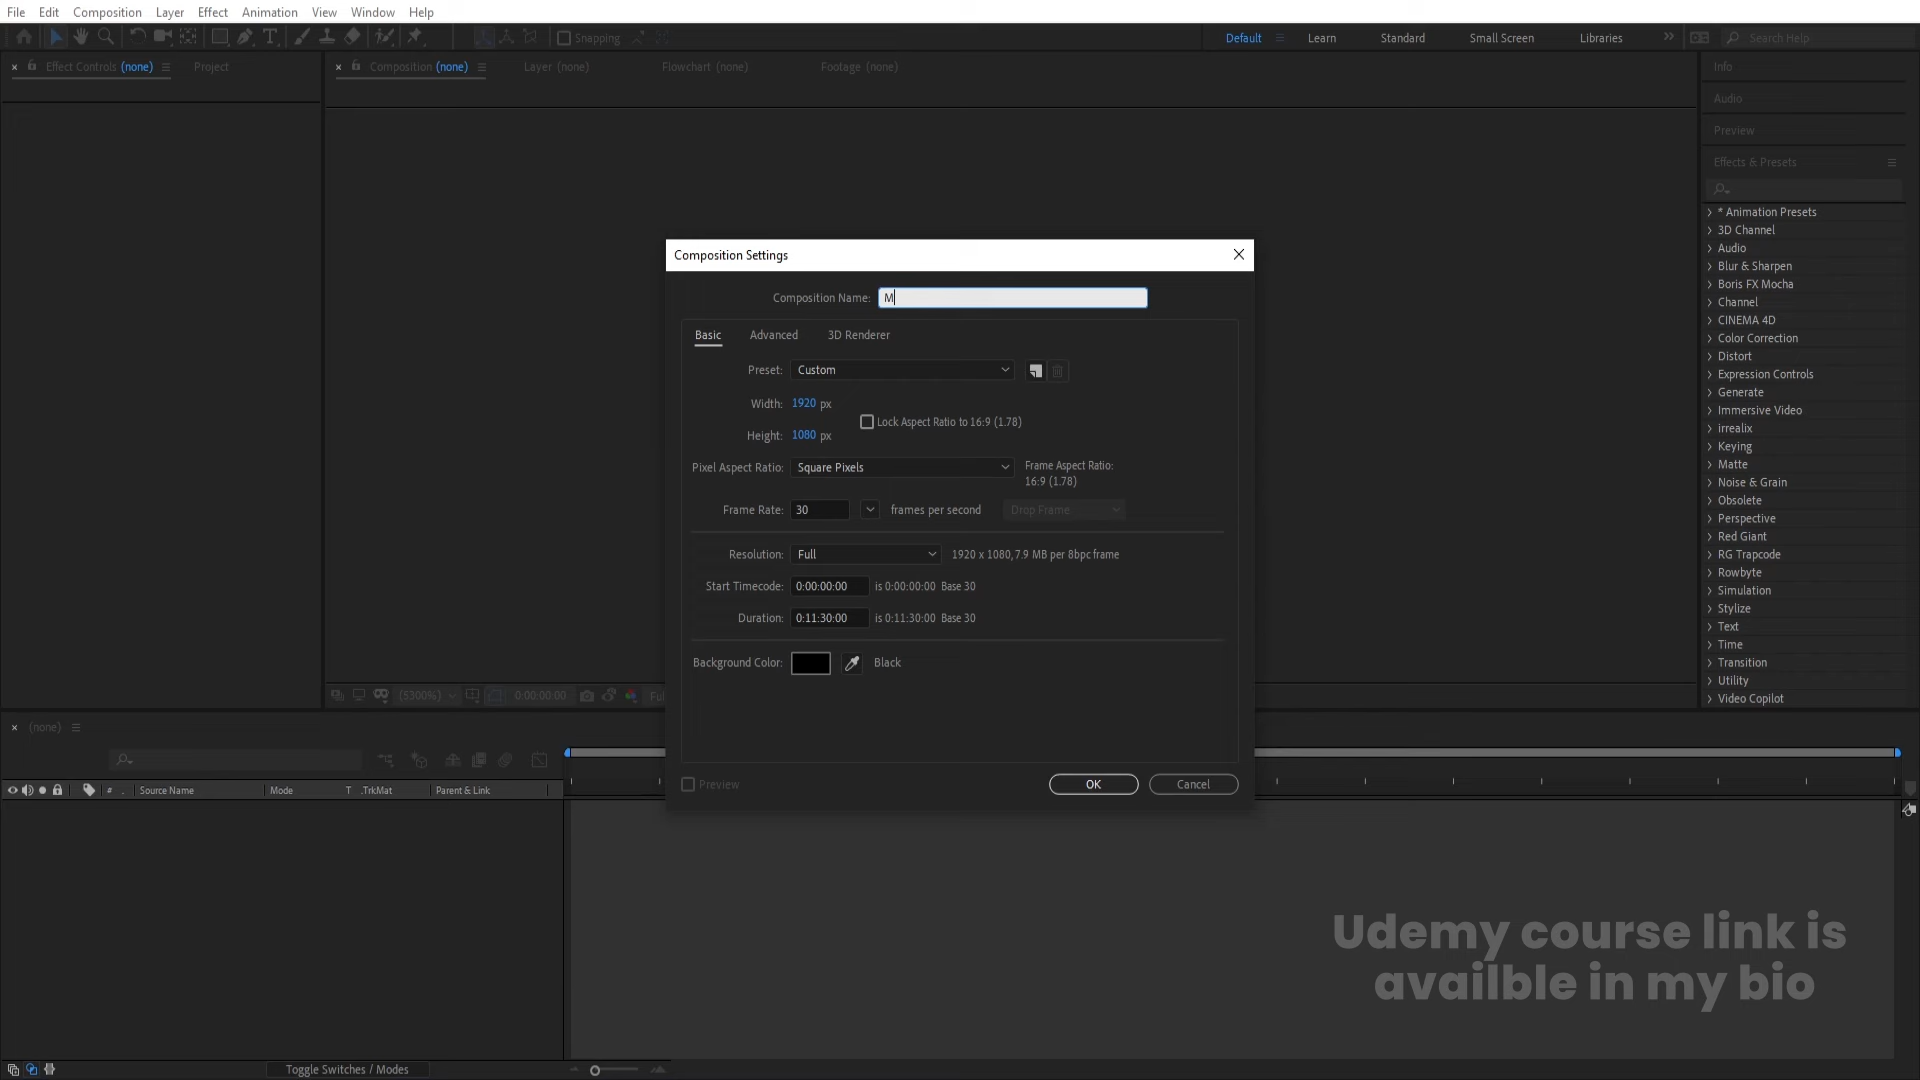 File Edit Composition Layer Effect Animation View Window Help
Snapping
Default Learn Standard Small Screen Libraries Search Help
Effect Controls (none) Project
Composition (none) Layer (none) Flowchart (none) Footage (none)
Info
Audio
Preview
Effects & Presets
* Animation Presets
3D Channel
Audio
Blur & Sharpen
Boris FX Mocha
Channel
CINEMA 4D
Color Correction
Distort
Expression Controls
Generate
Immersive Video
irrealix
Keying
Matte
Noise & Grain
Obsolete
Perspective
Red Giant
RG Trapcode
Rowbyte
Simulation
Stylize
Text
Time
Transition
Utility
Video Copilot
Composition Settings
Composition Name: M
Basic Advanced 3D Renderer
Preset: Custom
Width: 1920 px
Lock Aspect Ratio to 16:9 (1.78)
Height: 1080 px
Pixel Aspect Ratio: Square Pixels
Frame Aspect Ratio:
16:9 (1.78)
Frame Rate: 30 frames per second Drop Frame
Resolution: Full 1920 x 1080, 7.9 MB per 8bpc frame
Start Timecode: 0:00:00:00 is 0:00:00:00 Base 30
Duration: 0:11:30:00 is 0:11:30:00 Base 30
Background Color: Black
Preview OK Cancel
(5300%) 0:00:00:00 Ful
(none)
# Source Name Mode T .TrkMat Parent & Link
Toggle Switches / Modes
Udemy course link is
availble in my bio